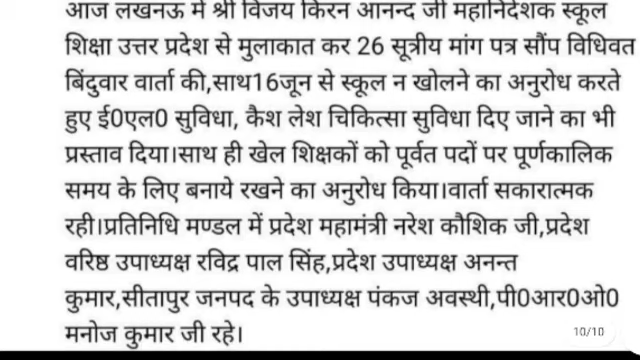 आज लखनऊ में श्री विजय किरन आनन्द जी महानिदेशक स्कूल
शिक्षा उत्तर प्रदेश से मुलाकात कर 26 सूत्रीय मांग पत्र सौंप विधिवत
बिंदुवार वार्ता की,साथ16जून से स्कूल न खोलने का अनुरोध करते
हुए ई0एल0 सुविधा, कैश लेश चिकित्सा सुविधा दिए जाने का भी
प्रस्ताव दिया।साथ ही खेल शिक्षकों को पूर्वत पदों पर पूर्णकालिक
समय के लिए बनाये रखने का अनुरोध किया।वार्ता सकारात्मक
रही।प्रतिनिधि मण्डल में प्रदेश महामंत्री नरेश कौशिक जी,प्रदेश
वरिष्ठ उपाध्यक्ष रविद्र पाल सिंह,प्रदेश उपाध्यक्ष अनन्त
कुमार,सीतापुर जनपद के उपाध्यक्ष पंकज अवस्थी,पी0आर0ओ0
मनोज कुमार जी रहे।
10/10